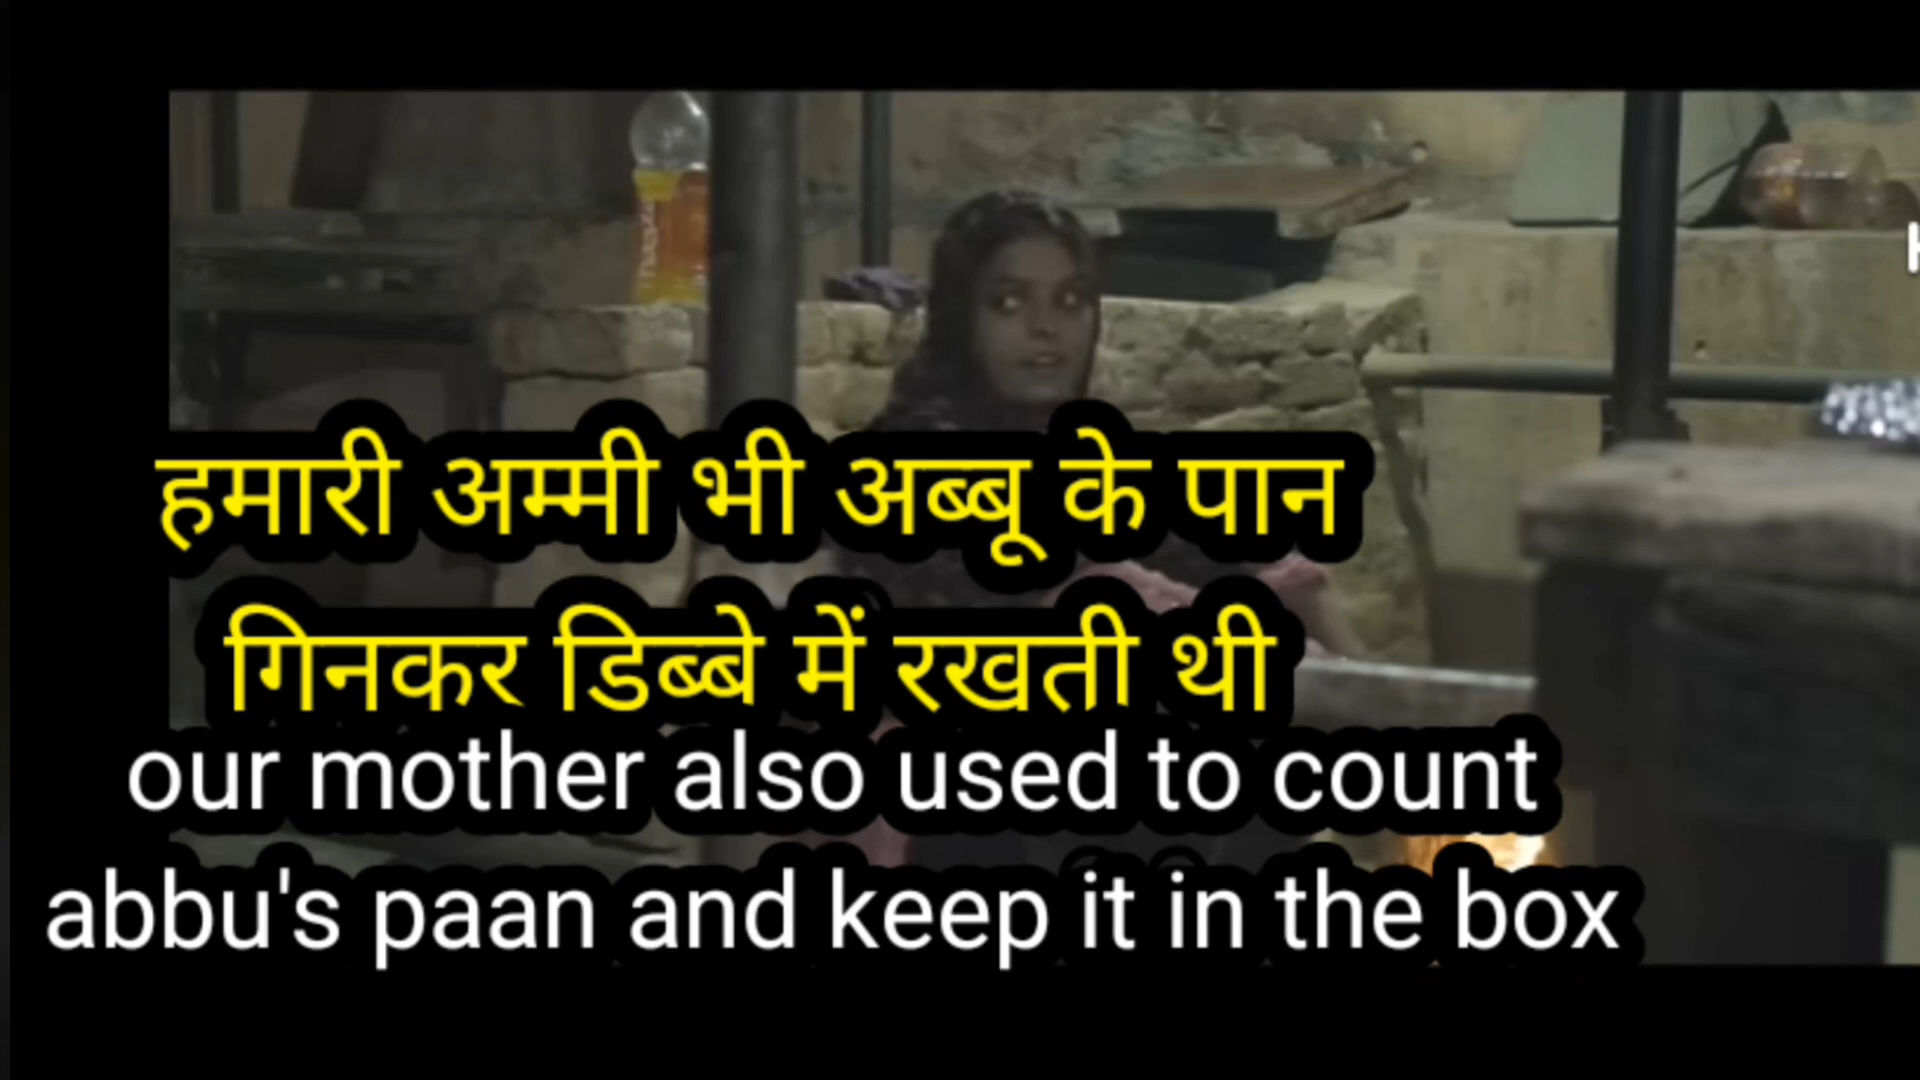 हमारी अम्मी भी अब्बू के पान
गिनकर डिब्बे में रखती थी
our mother also used to count
abbu's paan and keep it in the box